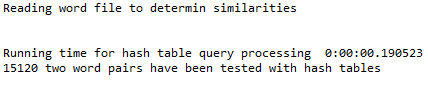 Reading word file to determin similarities
Running time for hash table query processing  0:00:00.190523
15120 two word pairs have been tested with hash tables